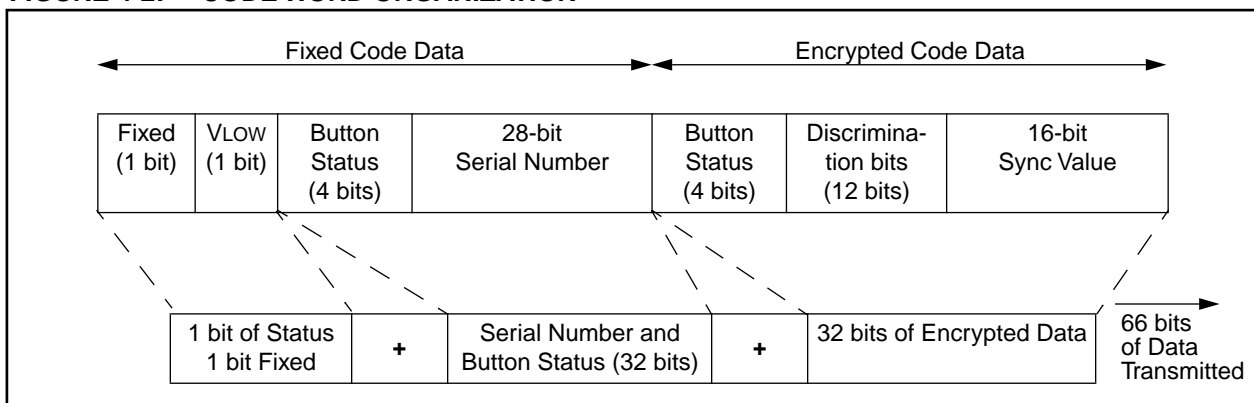 Fixed Code Data
Encrypted Code Data
Fixed
(1 bit)
VLOW
(1 bit)
Button
Status
(4 bits)
28-bit
Serial Number
Button
Status
(4 bits)
Discrimina-
tion bits
(12 bits)
16-bit
Sync Value
1 bit of Status
1 bit Fixed
+
Serial Number and
Button Status (32 bits)
+
32 bits of Encrypted Data
66 bits
of Data
Transmitted